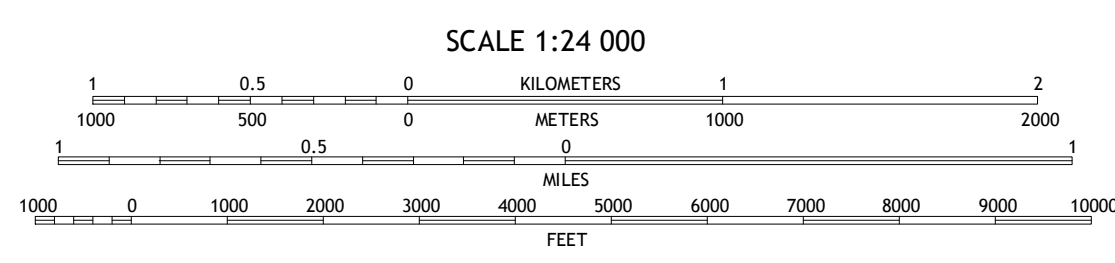 SCALE 1:24 000
1 0.5 0 KILOMETERS 1 2
1000 500 0 METERS 1000 2000
1 0.5 0 1
MILES
1000 0 1000 2000 3000 4000 5000 6000 7000 8000 9000 10000
FEET